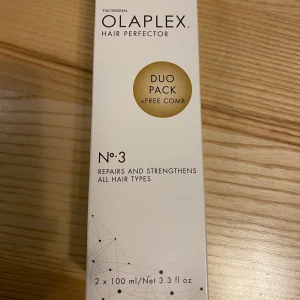 THE ORIGINAL
OLAPLEX.
HAIR PERFECTOR
DUO
PACK
+FREE COMB
Nº.3
REPAIRS AND STRENGTHENS
ALL HAIR TYPES
2 x 100 ml/Net 3.3 fl oz